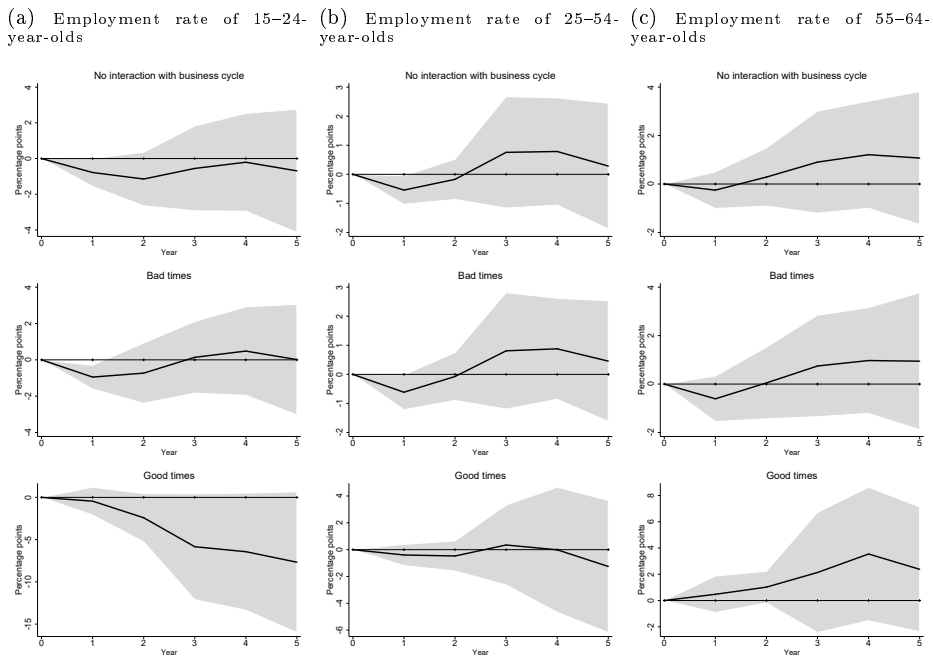 (a) Employment rate of 15–24-
year-olds
(b) Employment rate of 25–54-
year-olds
(c) Employment rate of 55–64-
year-olds
No interaction with business cycle
Percentage points
4
2
0
-2
-4
0 1 2 3 4 5
Year
No interaction with business cycle
Percentage points
3
2
1
0
-1
-2
0 1 2 3 4 5
Year
No interaction with business cycle
Percentage points
4
2
0
-2
0 1 2 3 4 5
Year
Bad times
Percentage points
4
2
0
-2
-4
0 1 2 3 4 5
Year
Bad times
Percentage points
3
2
1
0
-1
-2
0 1 2 3 4 5
Year
Bad times
Percentage points
4
2
0
-2
0 1 2 3 4 5
Year
Good times
Percentage points
0
-5
-10
-15
0 1 2 3 4 5
Year
Good times
Percentage points
4
2
0
-2
-4
-6
0 1 2 3 4 5
Year
Good times
Percentage points
8
6
4
2
0
-2
0 1 2 3 4 5
Year